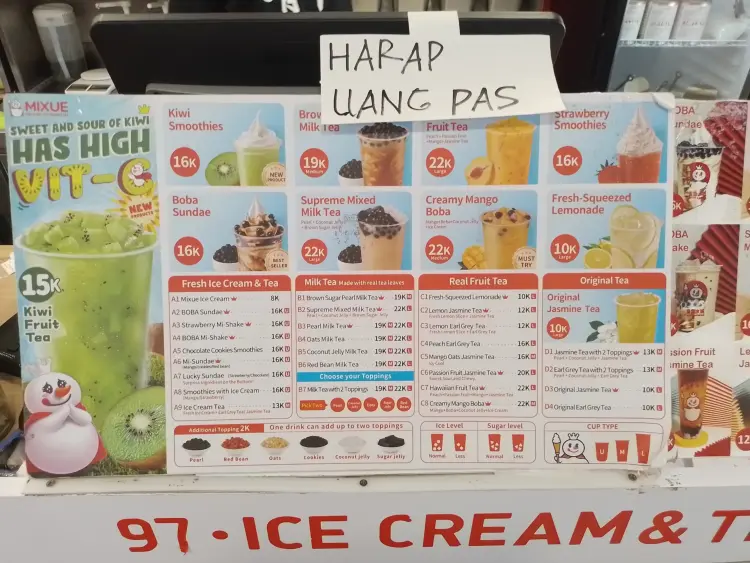 HARAP
UANG PAS
MIXUE
SWEET AND SOUR OF KIWI
HAS HIGH
VIT-C
NEW
PRODUCTS
15K
Kiwi
Fruit
Tea
Kiwi
Smoothies
16K
NEW
PRODUCT
Milk Tea
19K
Medium
Fruit Tea
22K
Large
Strawberry
Smoothies
16K
Boba
Sundae
16K
BEST
SELLER
Supreme Mixed
Milk Tea
22K
Large
Creamy Mango
Boba
22K
Medium
MUST
TRY
Fresh-Squeezed
Lemonade
10K
Large
Fresh Ice Cream & Tea
A1 Mixue Ice Cream 8K
A2 BOBA Sundae 16K
A3 Strawberry Mi-Shake 16K
A4 BOBA Mi-Shake 16K
A5 Chocolate Cookies Smoothies 16K
A6 Mi-Sundae 16K
A7 Lucky Sundae (Strawberry/Chocolate) 16K
A8 Smoothies with Ice Cream 16K
A9 Ice Cream Tea 13K
Milk Tea Made with real tea leaves
B1 Brown Sugar Pearl Milk Tea 19K M
B2 Supreme Mixed Milk Tea 22K L
B3 Pearl Milk Tea 19K M 22K L
B4 Oats Milk Tea 19K M 22K L
B5 Coconut Jelly Milk Tea 19K M 22K L
B6 Red Bean Milk Tea 19K M 22K L
Choose your Toppings
B7 Milk Tea with 2 Toppings 19K M 22K L
Pick Two
Real Fruit Tea
C1 Fresh-Squeezed Lemonade 10K L
C2 Lemon Jasmine Tea 12K L
C3 Lemon Earl Grey Tea 12K L
C4 Peach Earl Grey Tea 16K L
C5 Mango Oats Jasmine Tea 16K L
C6 Passion Fruit Jasmine Tea 20K L
C7 Hawaiian Fruit Tea 22K L
C8 Creamy Mango Boba 22K M
Original Tea
Original
Jasmine Tea
10K
Large
D1 Jasmine Tea with 2 Toppings 13K M
D2 Earl Grey Tea with 2 Toppings 13K M
D3 Original Jasmine Tea 10K L
D4 Original Earl Grey Tea 10K L
Additional Topping 2K One drink can add up to two toppings
Pearl Red Bean Oats Cookies Coconut Jelly Sugar Jelly
Ice Level Sugar level
Normal Less Normal Less
CUP TYPE
U M L
97 · ICE CREAM & T